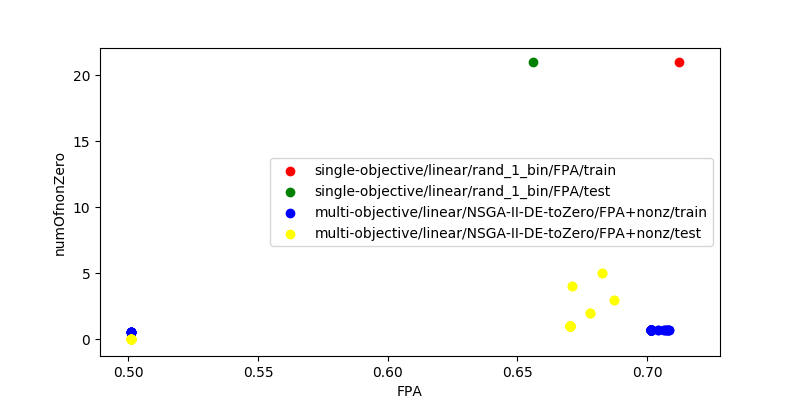 20
15
10
5
0
numOfnonZero
single-objective/linear/rand_1_bin/FPA/train
single-objective/linear/rand_1_bin/FPA/test
multi-objective/linear/NSGA-II-DE-toZero/FPA+nonz/train
multi-objective/linear/NSGA-II-DE-toZero/FPA+nonz/test
0.50 0.55 0.60 0.65 0.70
FPA